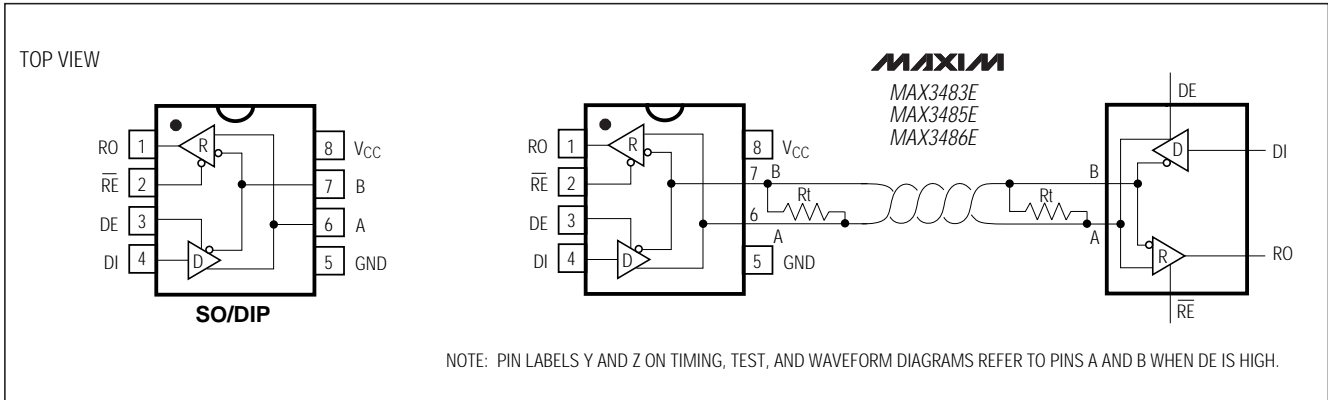 TOP VIEW
MAXIM
MAX3483E
MAX3485E
MAX3486E
RO 1
R
8 VCC
RE 2
7 B
DE 3
6 A
DI 4
D
5 GND
SO/DIP
RO 1
R
8 VCC
RE 2
7 B
DE 3
6 A
DI 4
D
5 GND
Rt
Rt
DE
D
DI
B
A
R
RO
RE
NOTE: PIN LABELS Y AND Z ON TIMING, TEST, AND WAVEFORM DIAGRAMS REFER TO PINS A AND B WHEN DE IS HIGH.